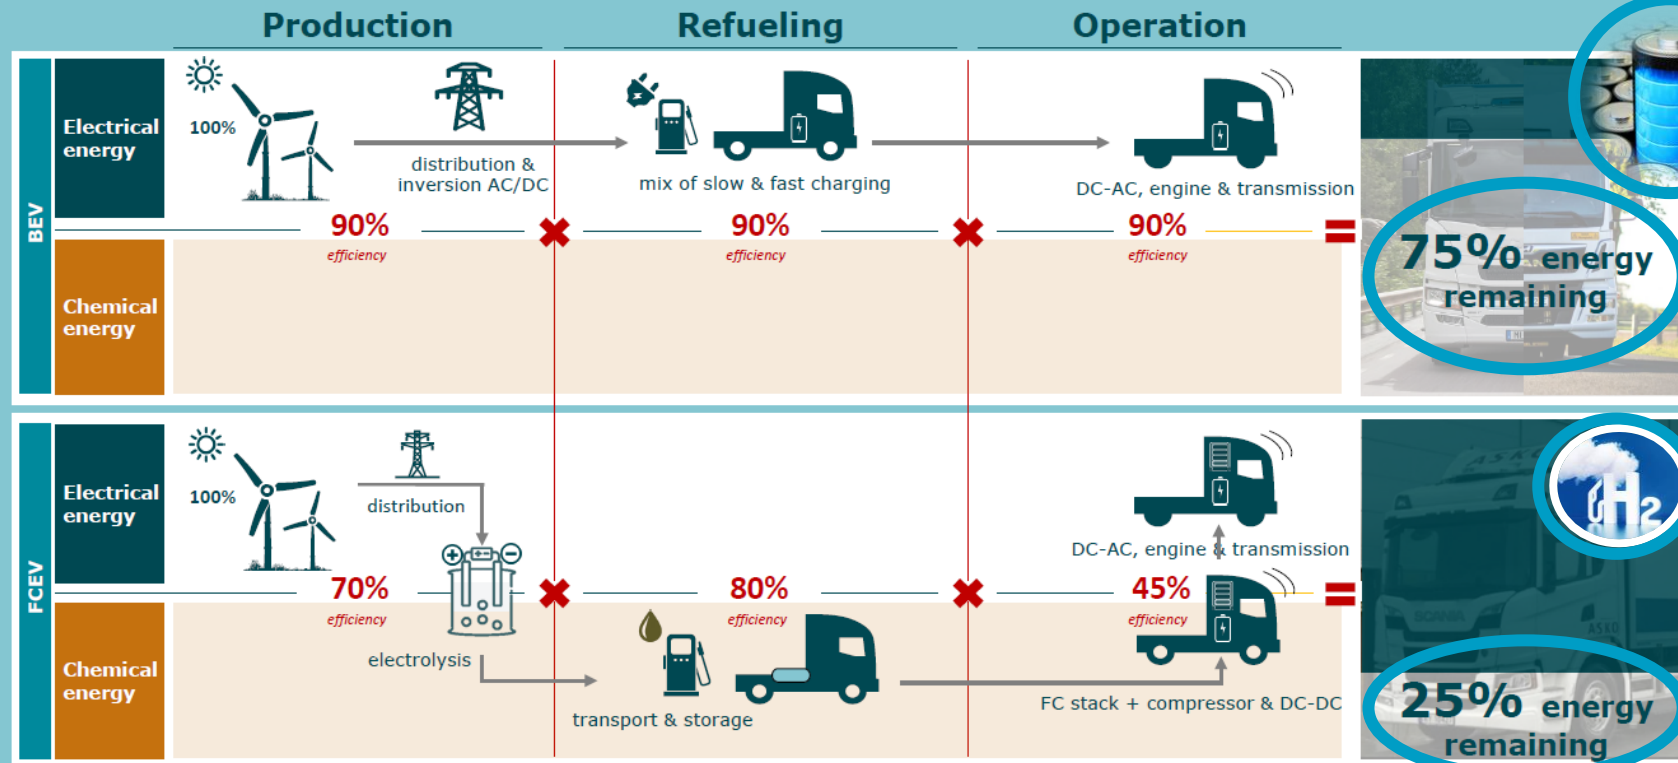 Production
Refueling
Operation
BEV
Electrical
energy
100%
distribution &
inversion AC/DC
mix of slow & fast charging
DC-AC, engine & transmission
90%
efficiency
90%
efficiency
90%
efficiency
=
75% energy
remaining
Chemical
energy
FCEV
Electrical
energy
100%
distribution
DC-AC, engine & transmission
70%
efficiency
80%
efficiency
45%
efficiency
=
H2
ASKO
SCANIA
ASKO
Chemical
energy
electrolysis
transport & storage
FC stack + compressor & DC-DC
25% energy
remaining